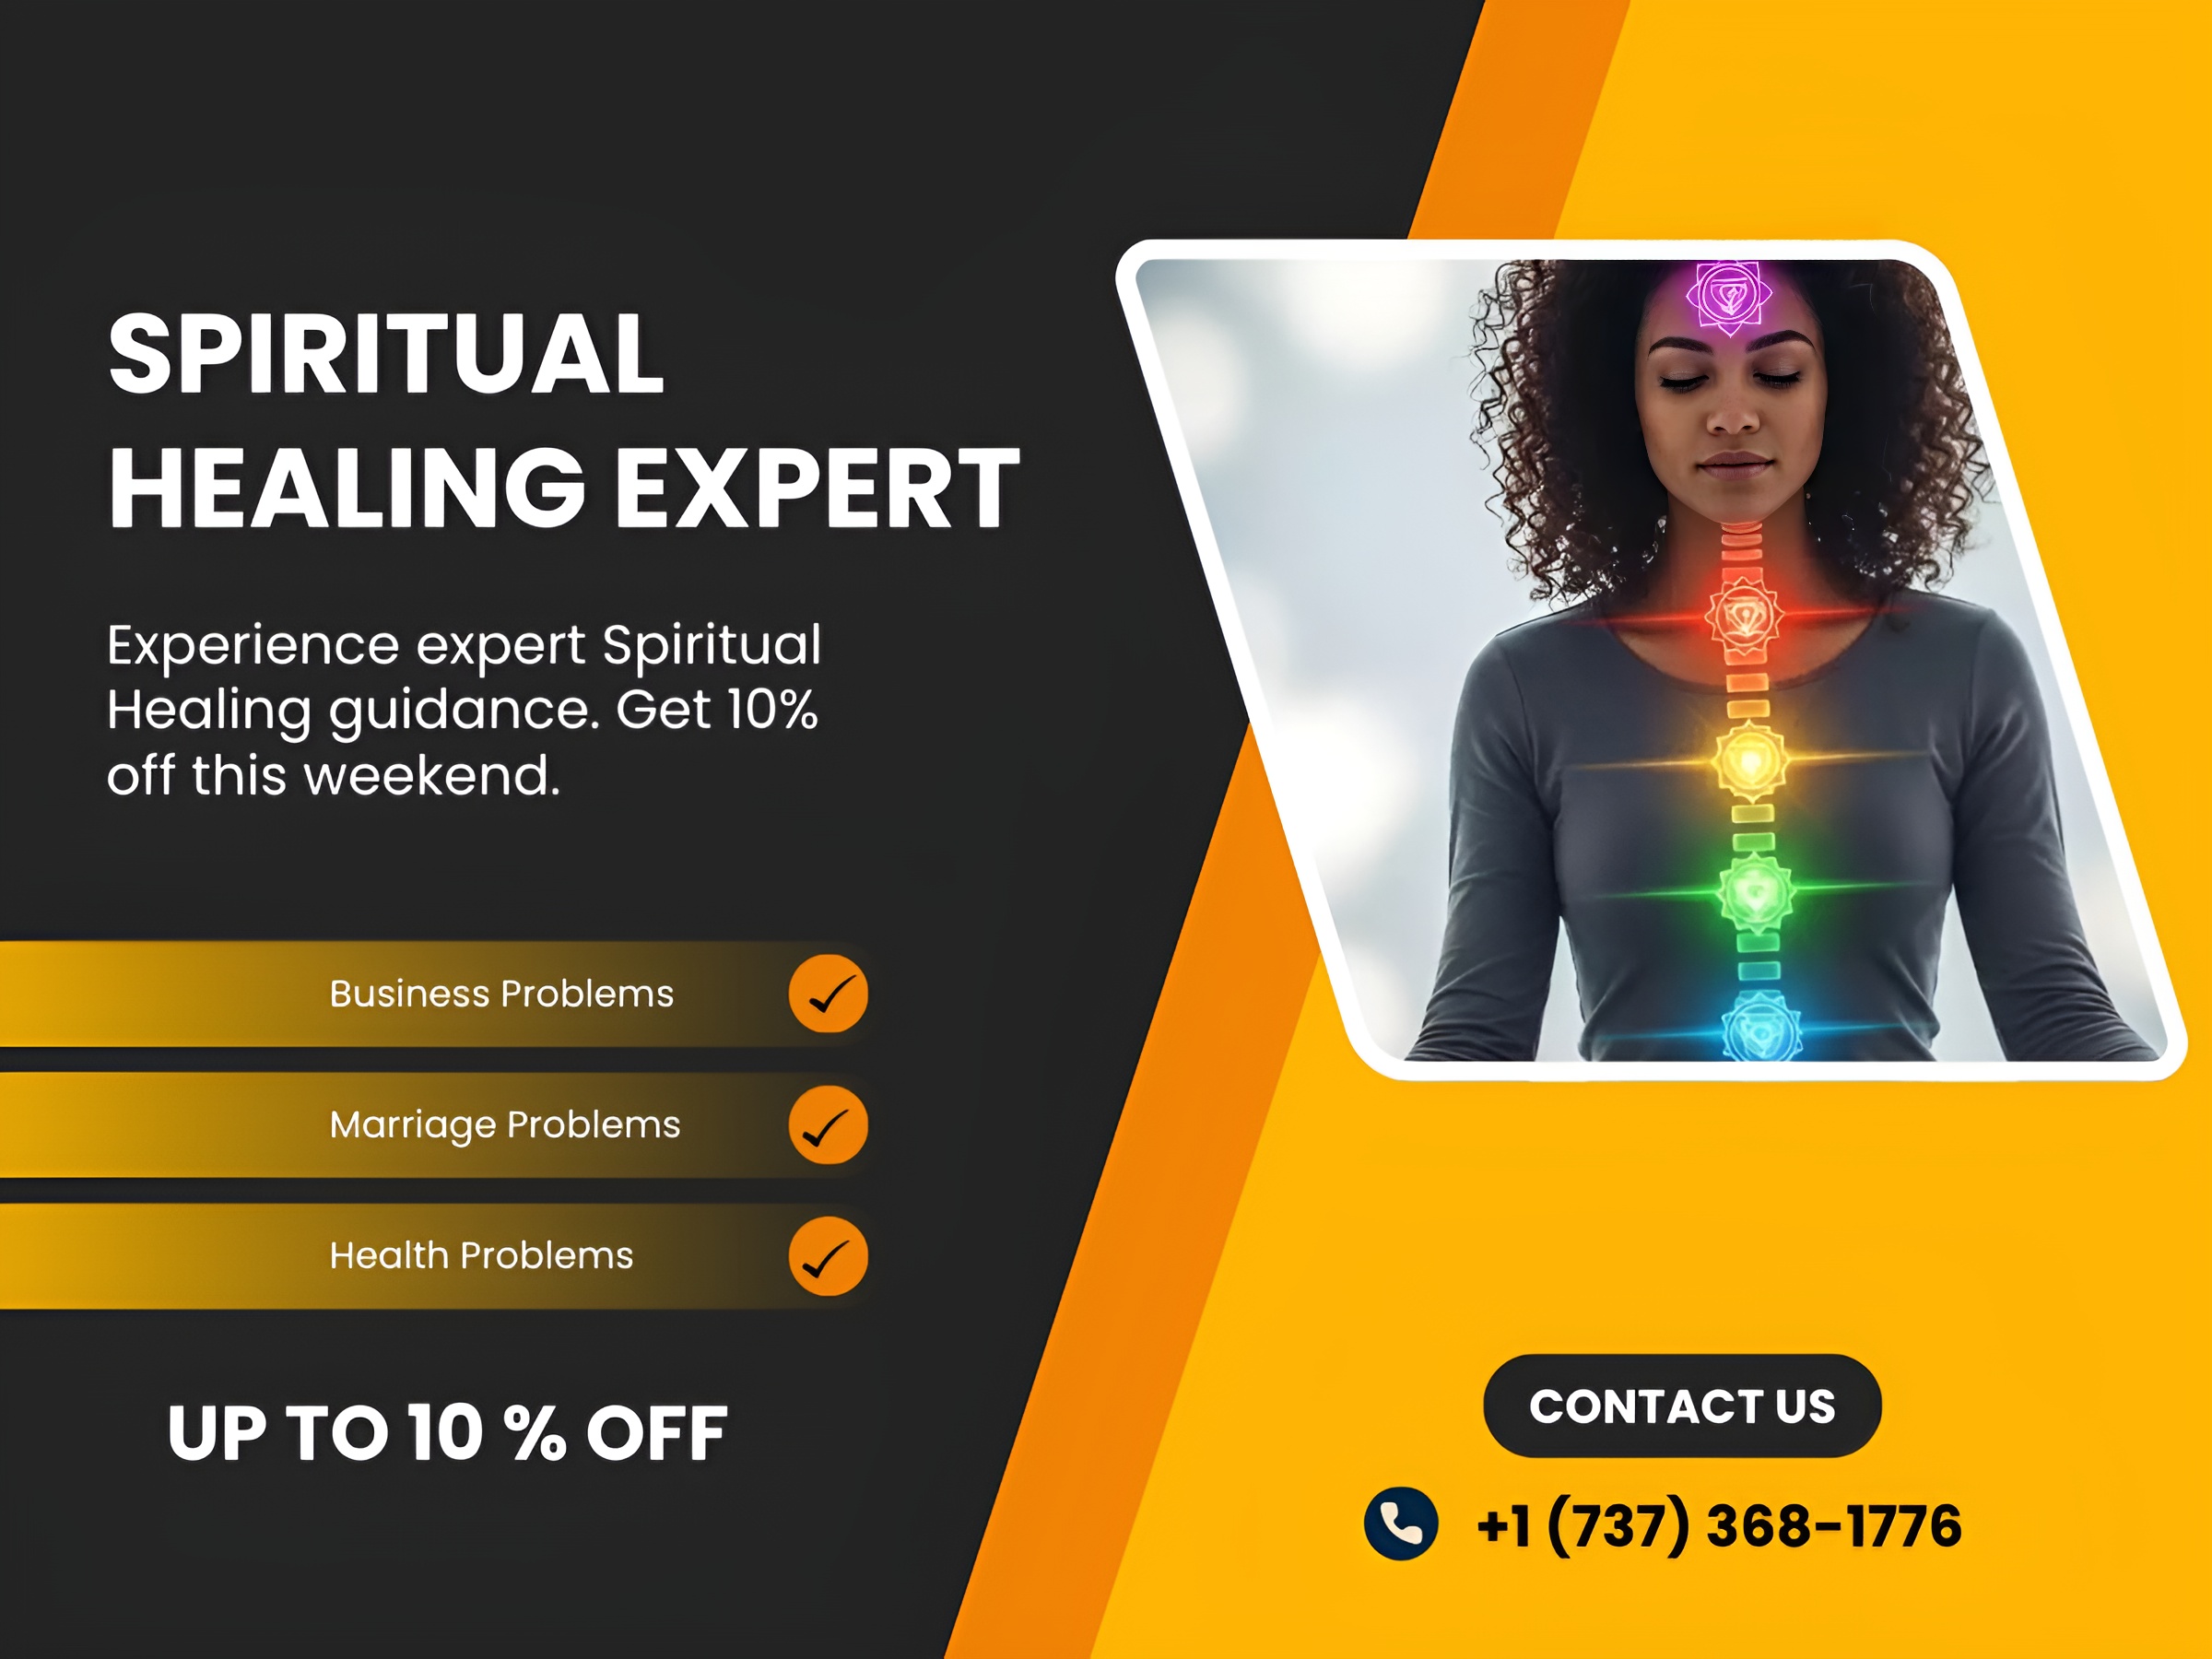 SPIRITUAL
HEALING EXPERT
Experience expert Spiritual
Healing guidance. Get 10%
off this weekend.
Business Problems
Marriage Problems
Health Problems
UP TO 10 % OFF
CONTACT US
+1 (737) 368-1776